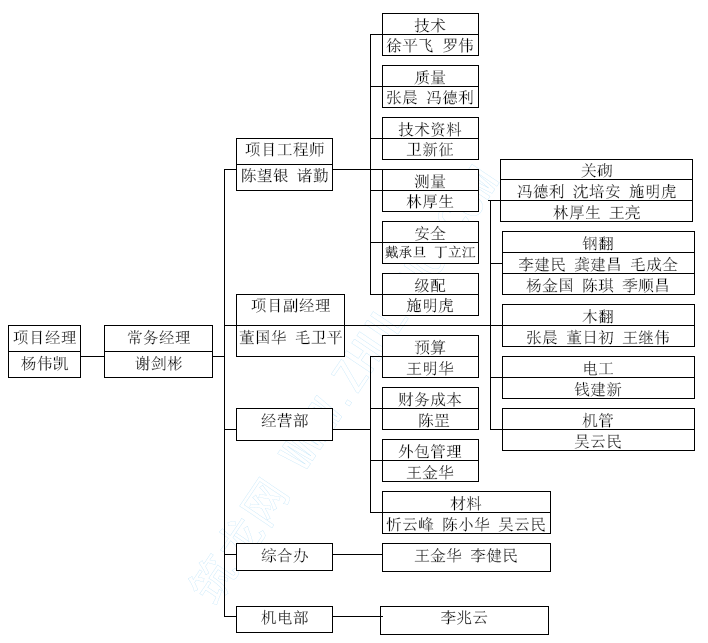 项目经理
杨伟凯
常务经理
谢剑彬
项目工程师
陈望银 诸勤
技术
徐平飞 罗伟
质量
张晨 冯德利
技术资料
卫新征
测量
林厚生
安全
戴承旦 丁立江
级配
施明虎
项目副经理
董国华 毛卫平
关砌
冯德利 沈培安 施明虎
林厚生 王亮
钢翻
李建民 龚建昌 毛成全
杨金国 陈琪 季顺昌
木翻
张晨 董日初 王继伟
电工
钱建新
机管
吴云民
经营部
预算
王明华
财务成本
陈罡
外包管理
王金华
材料
忻云峰 陈小华 吴云民
综合办
王金华 李健民
机电部
李兆云
筑龙网